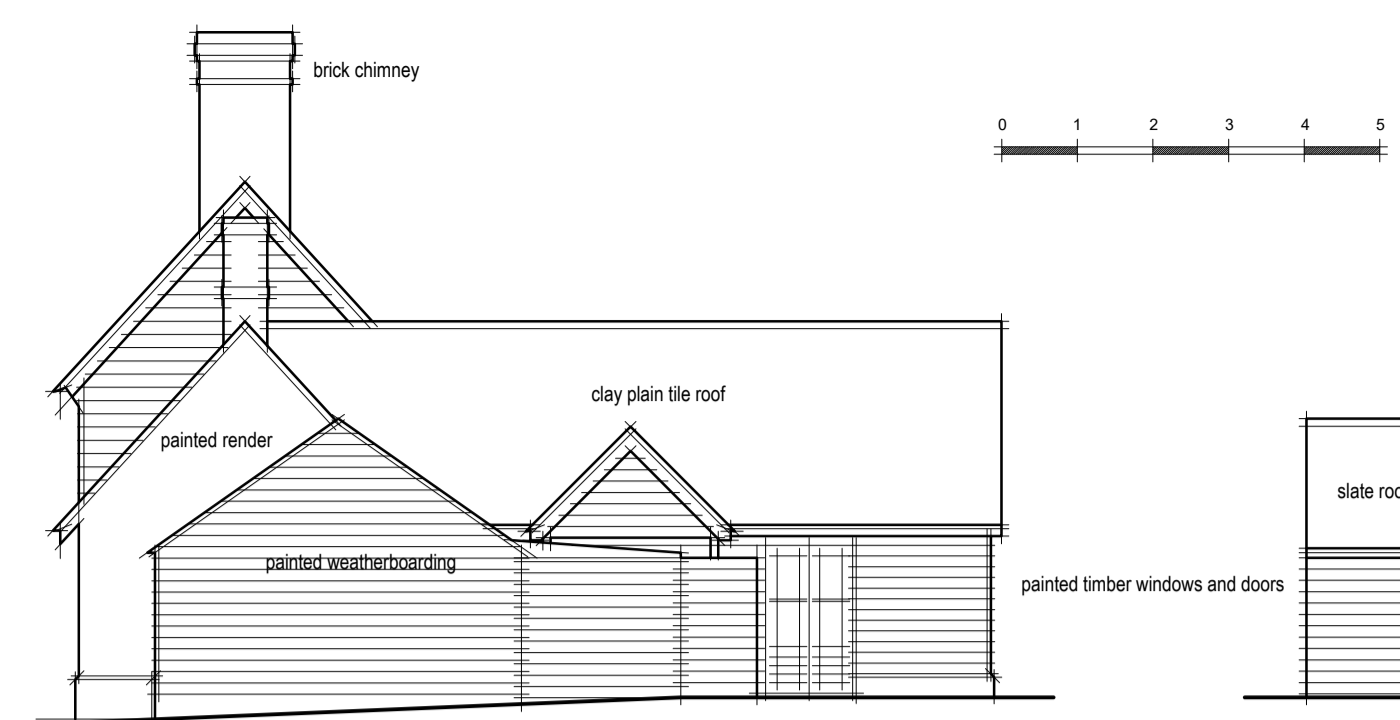 brick chimney
0 1 2 3 4 5
clay plain tile roof
painted render
slate
painted weatherboarding
painted timber windows and doors